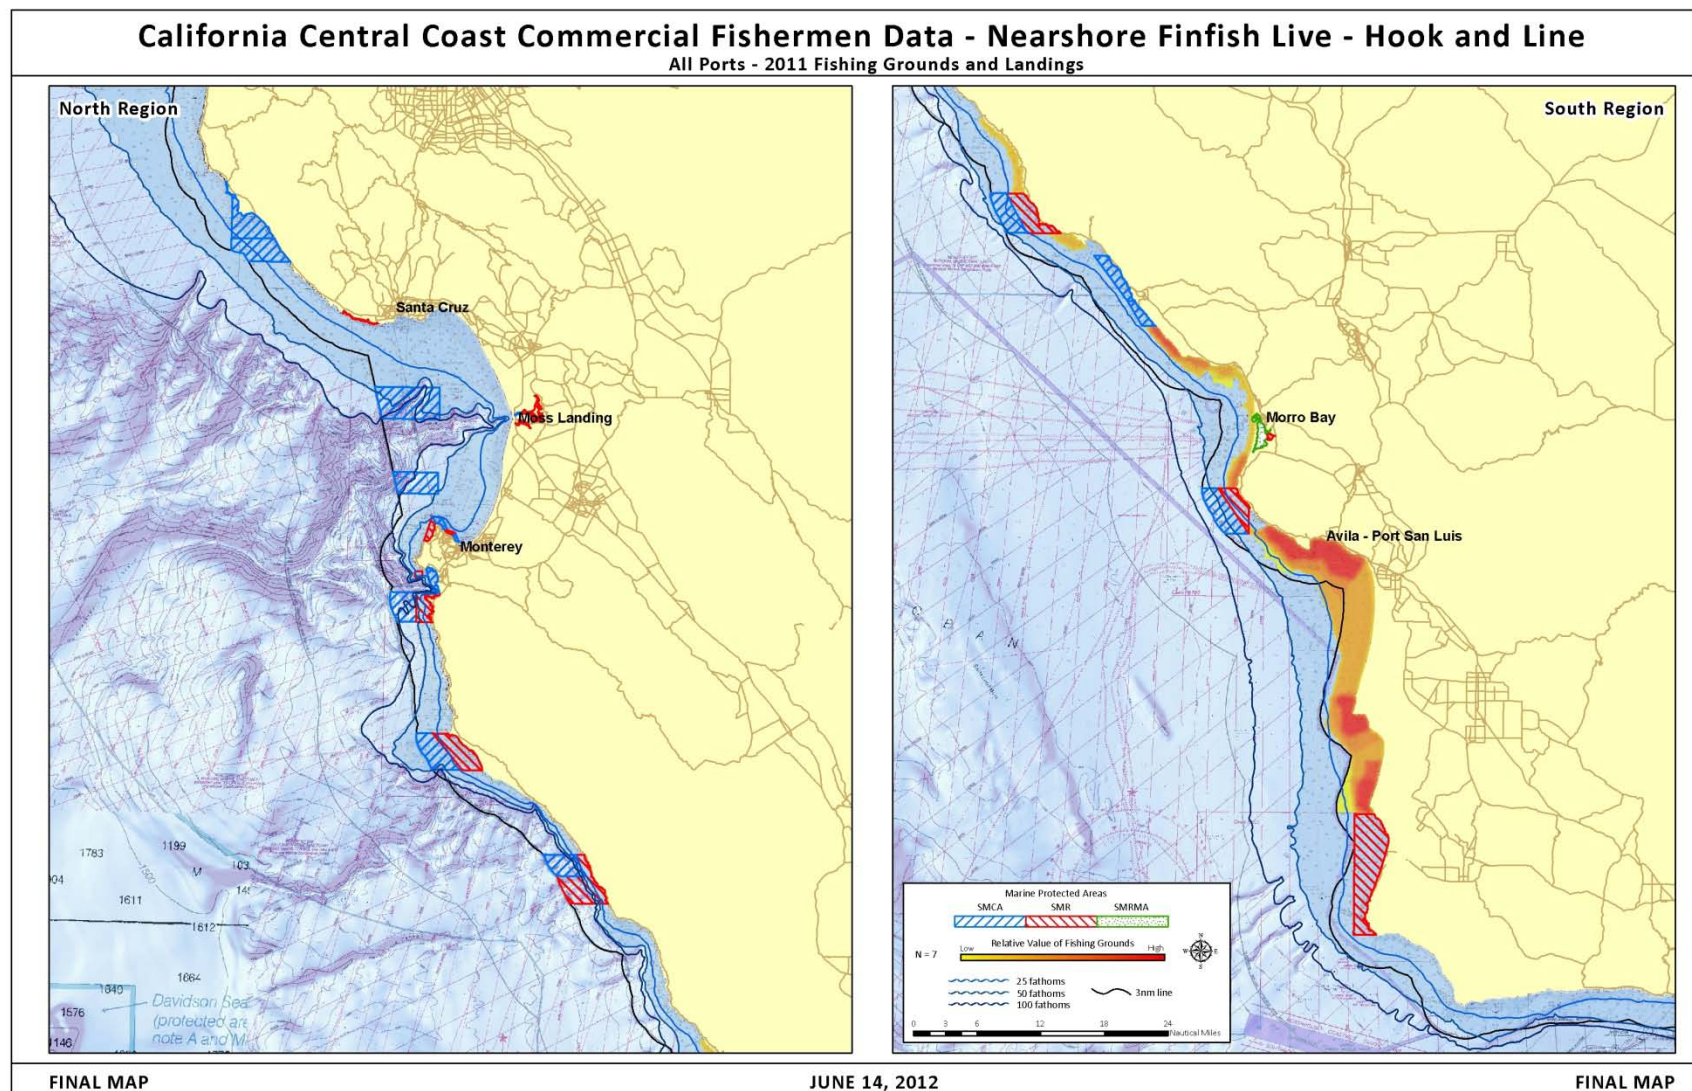 California Central Coast Commercial Fishermen Data - Nearshore Finfish Live - Hook and Line
All Ports - 2011 Fishing Grounds and Landings
North Region
Santa Cruz
Moss Landing
Monterey
1783
1199
1500
M
1611
1612
1664
1576
Davidson Sea
(protected are
note A and M
South Region
Morro Bay
Avila - Port San Luis
Marine Protected Areas
SMCA SMR SMRMA
Relative Value of Fishing Grounds
Low High
N = 7
N
W E
S
25 fathoms
50 fathoms
100 fathoms
3nm line
0 3 6 12 18 24
Nautical Miles
FINAL MAP JUNE 14, 2012 FINAL MAP